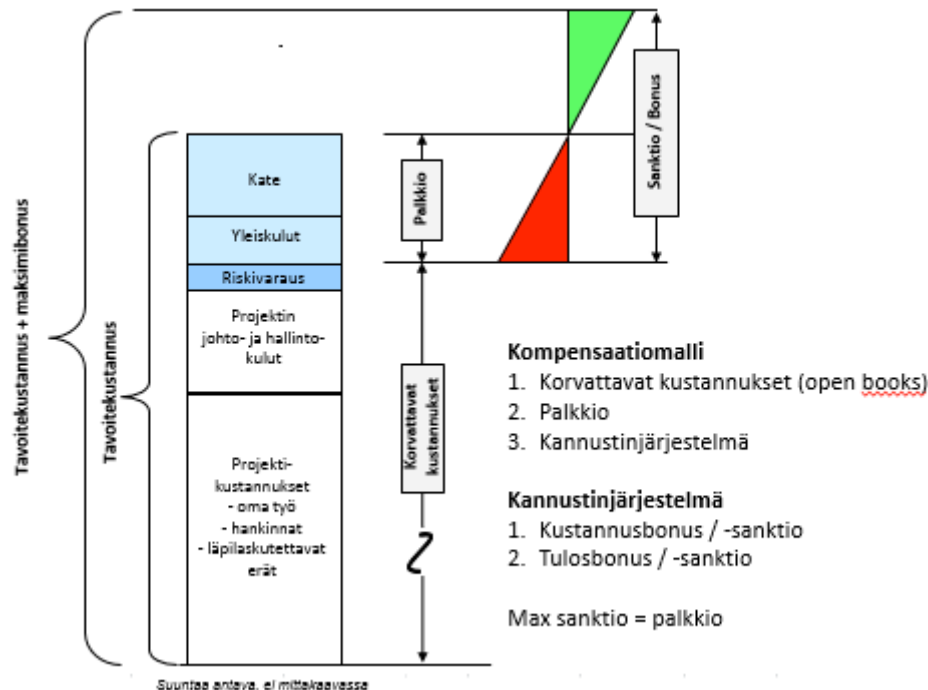 Tavoitekustannus + maksimibonus
Tavoitekustannus
Kate
Yleiskulut
Riskivaraus
Projektin
johto- ja hallinto-
kulut
Projekti-
kustannukset
- oma työ
- hankinnat
- läpilaskutettavat
erät
Palkkio
Korvattavat
kustannukset
Sanktio / Bonus
Kompensaatiomalli
1. Korvattavat kustannukset (open books)
2. Palkkio
3. Kannustinjärjestelmä
Kannustinjärjestelmä
1. Kustannusbonus / -sanktio
2. Tulosbonus / -sanktio
Max sanktio = palkkio
Suuntaa antava, ei mittakaavassa